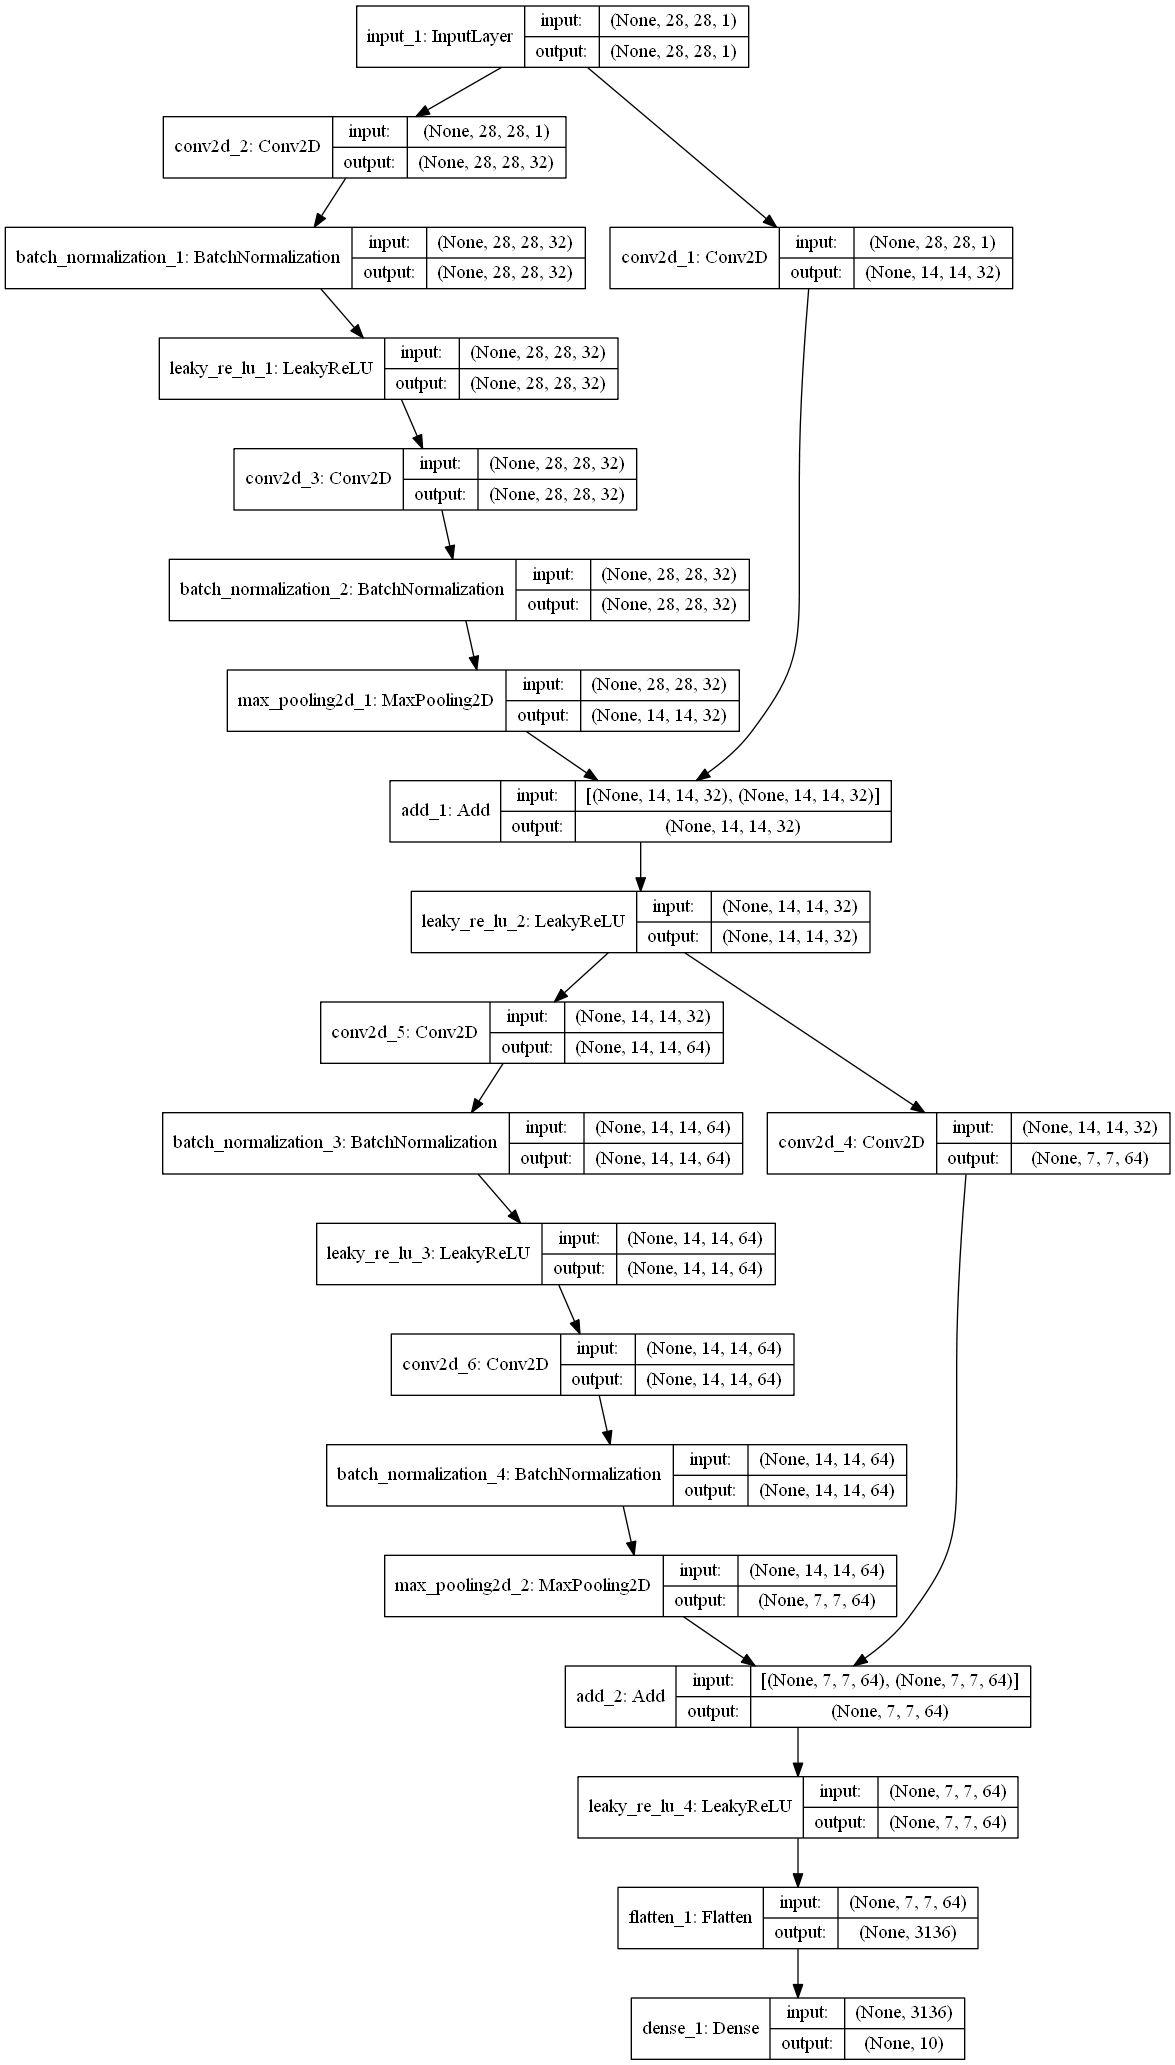 input_1: InputLayer
input: (None, 28, 28, 1)
output: (None, 28, 28, 1)
conv2d_2: Conv2D
input: (None, 28, 28, 1)
output: (None, 28, 28, 32)
batch_normalization_1: BatchNormalization
input: (None, 28, 28, 32)
output: (None, 28, 28, 32)
conv2d_1: Conv2D
input: (None, 28, 28, 1)
output: (None, 14, 14, 32)
leaky_re_lu_1: LeakyReLU
input: (None, 28, 28, 32)
output: (None, 28, 28, 32)
conv2d_3: Conv2D
input: (None, 28, 28, 32)
output: (None, 28, 28, 32)
batch_normalization_2: BatchNormalization
input: (None, 28, 28, 32)
output: (None, 28, 28, 32)
max_pooling2d_1: MaxPooling2D
input: (None, 28, 28, 32)
output: (None, 14, 14, 32)
add_1: Add
input: [(None, 14, 14, 32), (None, 14, 14, 32)]
output: (None, 14, 14, 32)
leaky_re_lu_2: LeakyReLU
input: (None, 14, 14, 32)
output: (None, 14, 14, 32)
conv2d_5: Conv2D
input: (None, 14, 14, 32)
output: (None, 14, 14, 64)
batch_normalization_3: BatchNormalization
input: (None, 14, 14, 64)
output: (None, 14, 14, 64)
conv2d_4: Conv2D
input: (None, 14, 14, 32)
output: (None, 7, 7, 64)
leaky_re_lu_3: LeakyReLU
input: (None, 14, 14, 64)
output: (None, 14, 14, 64)
conv2d_6: Conv2D
input: (None, 14, 14, 64)
output: (None, 14, 14, 64)
batch_normalization_4: BatchNormalization
input: (None, 14, 14, 64)
output: (None, 14, 14, 64)
max_pooling2d_2: MaxPooling2D
input: (None, 14, 14, 64)
output: (None, 7, 7, 64)
add_2: Add
input: [(None, 7, 7, 64), (None, 7, 7, 64)]
output: (None, 7, 7, 64)
leaky_re_lu_4: LeakyReLU
input: (None, 7, 7, 64)
output: (None, 7, 7, 64)
flatten_1: Flatten
input: (None, 7, 7, 64)
output: (None, 3136)
dense_1: Dense
input: (None, 3136)
output: (None, 10)